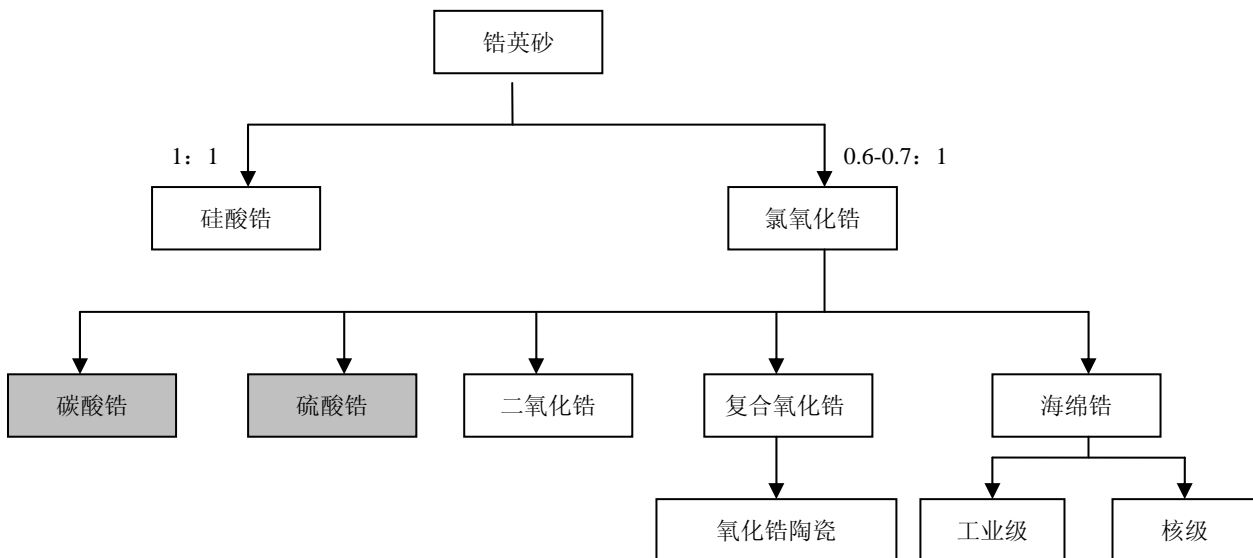 锆英砂
1：1
0.6-0.7：1
硅酸锆
氯氧化锆
碳酸锆
硫酸锆
二氧化锆
复合氧化锆
海绵锆
氧化锆陶瓷
工业级
核级